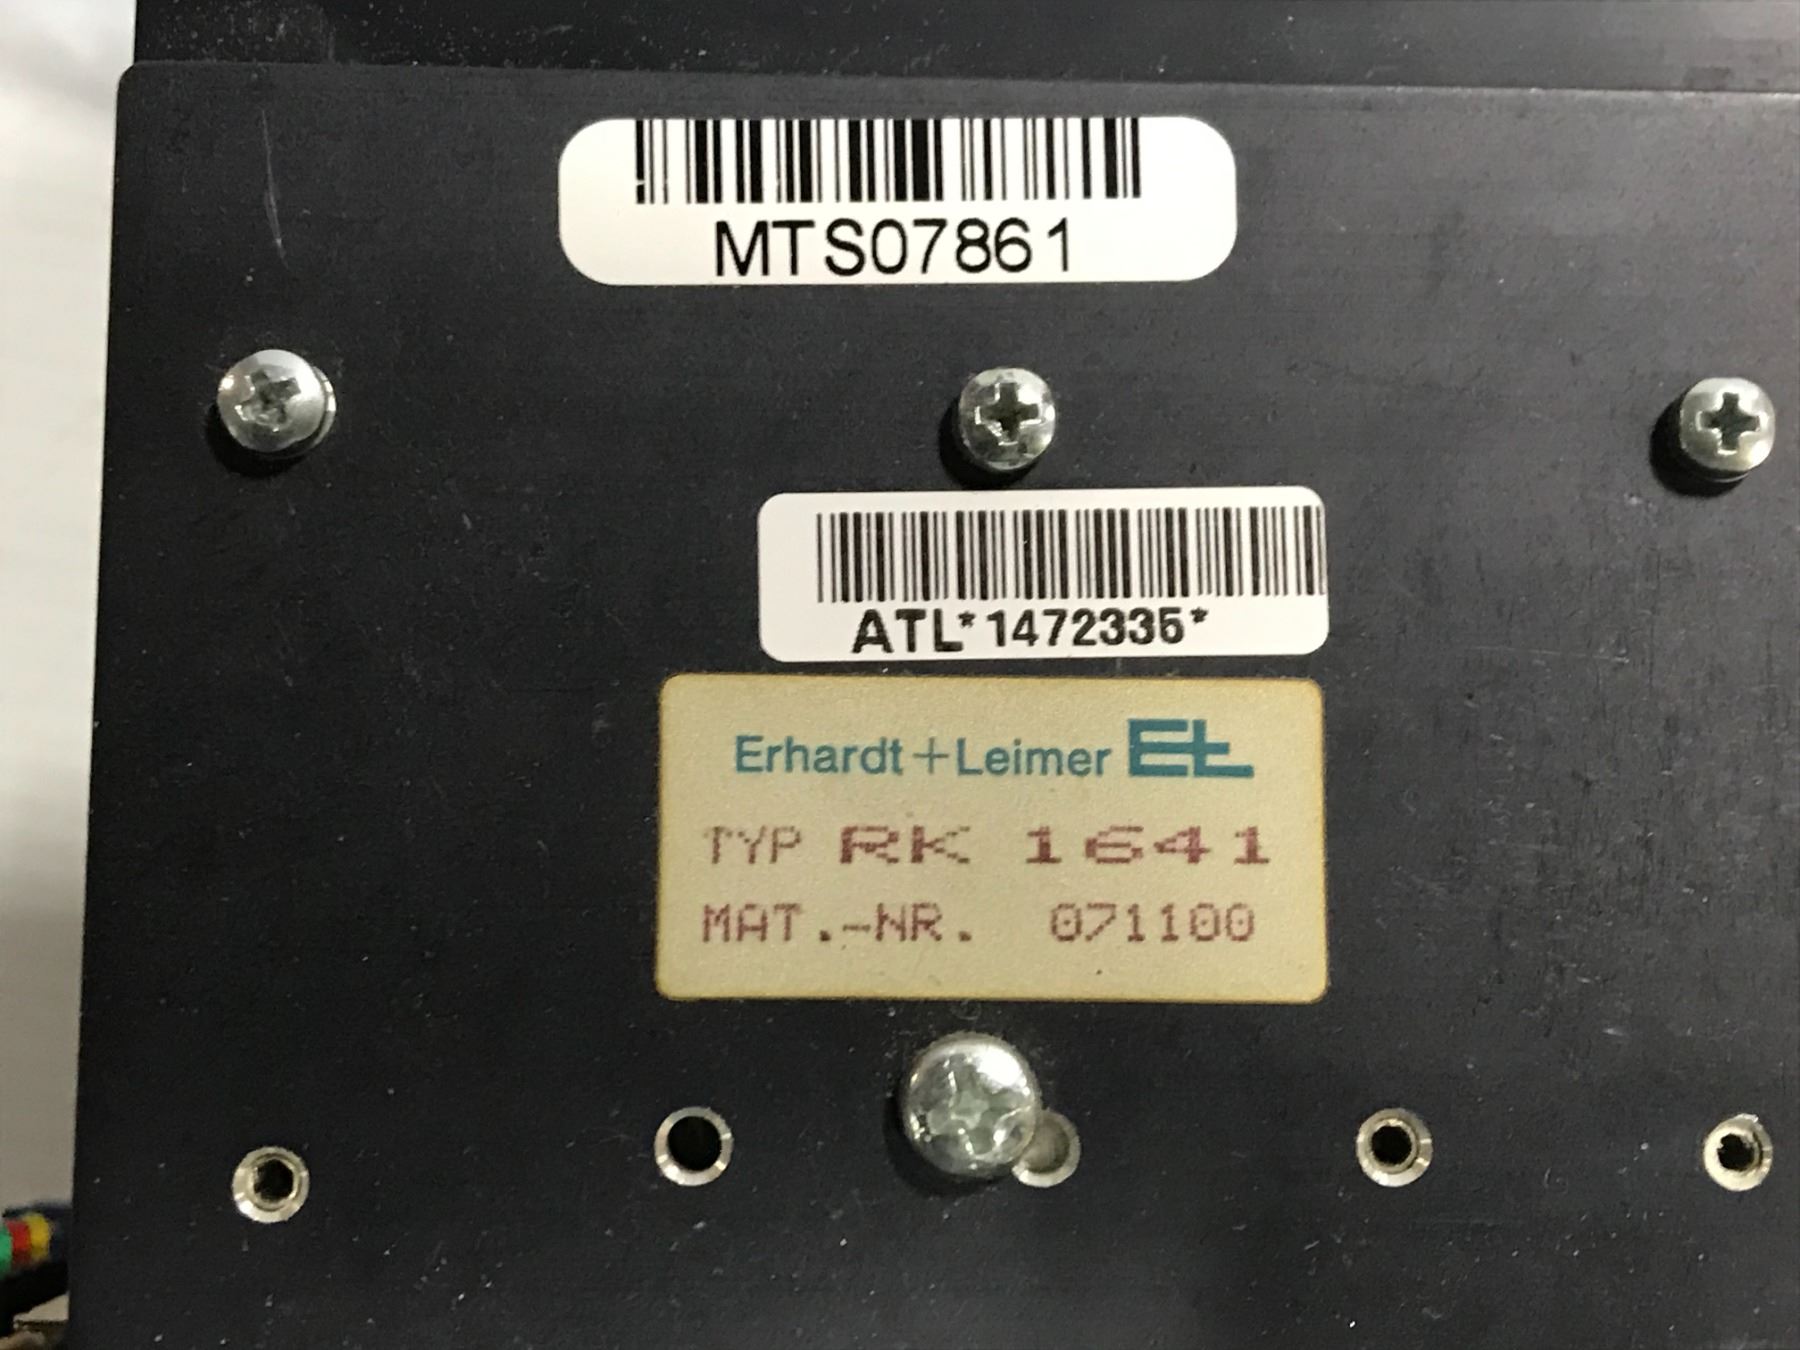 MTS07861
ATL*1472335*
Erhardt+Leimer EL
TYP RK 1641
MAT.-NR. 071100